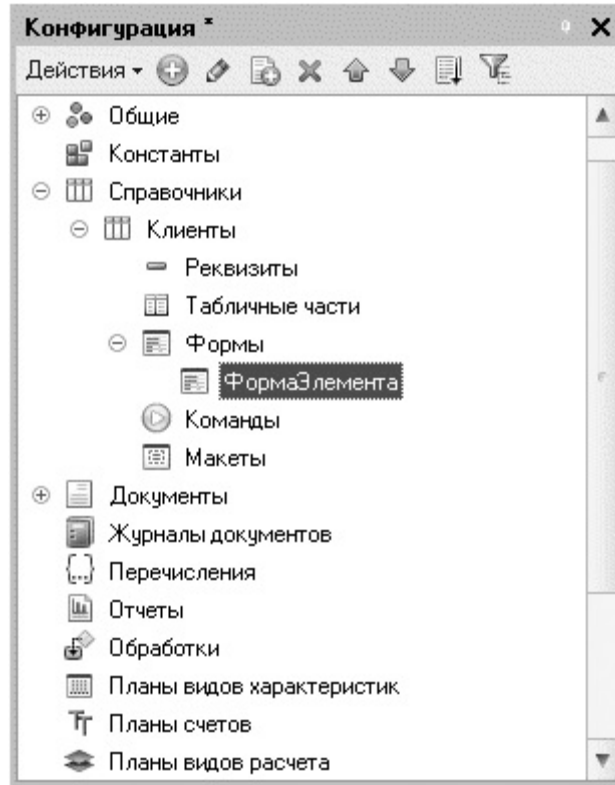 Конфигурация *
Действия
Общие
Константы
Справочники
Клиенты
Реквизиты
Табличные части
Формы
ФормаЭлемента
Команды
Макеты
Документы
Журналы документов
Перечисления
Отчеты
Обработки
Планы видов характеристик
Планы счетов
Планы видов расчета